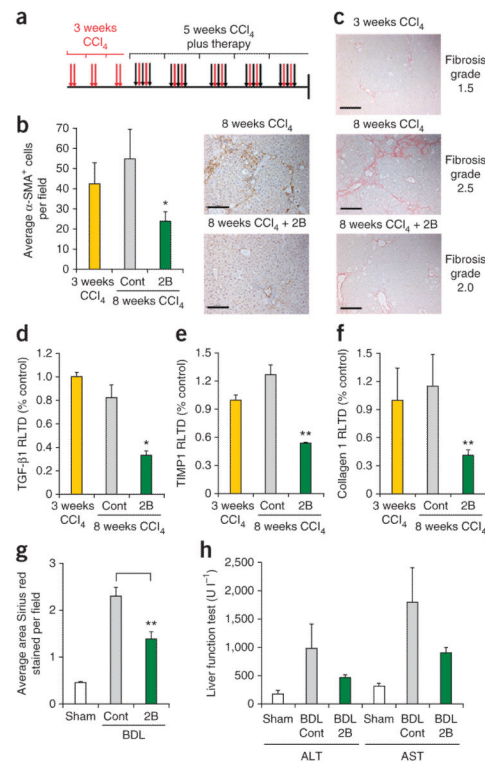 a
3 weeks
CCl4
5 weeks CCl4
plus therapy
b
Average α-SMA+ cells
per field
70
60
50
40
30
20
10
0
*
3 weeks
CCl4
Cont
2B
8 weeks CCl4
8 weeks CCl4
8 weeks CCl4 + 2B
c
3 weeks CCl4
Fibrosis
grade
1.5
8 weeks CCl4
Fibrosis
grade
2.5
8 weeks CCl4 + 2B
Fibrosis
grade
2.0
d
TGF-β1 RLTD (% control)
1.2
1.0
0.8
0.6
0.4
0.2
0
*
3 weeks
CCl4
Cont
2B
8 weeks CCl4
e
TIMP1 RLTD (% control)
1.5
1.2
0.9
0.6
0.3
0
**
3 weeks
CCl4
Cont
2B
8 weeks CCl4
f
Collagen 1 RLTD (% control)
1.5
1.2
0.9
0.6
0.3
0
**
3 weeks
CCl4
Cont
2B
8 weeks CCl4
g
Average area Sirius red
stained per field
3
2
1
0
**
Sham
Cont
2B
BDL
h
Liver function test (U l–1)
2,500
2,000
1,500
1,000
500
0
Sham
BDL
Cont
BDL
2B
Sham
BDL
Cont
BDL
2B
ALT
AST